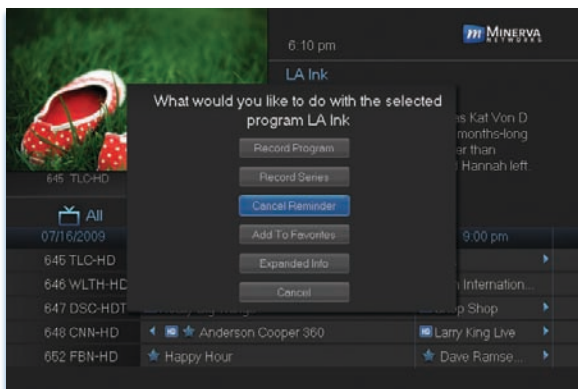 6:10 pm
m MINERVA
NETWORKS
LA Ink
What would you like to do with the selected
program LA Ink
as Kat Von D
months-long
er than
Hannah left.
Record Program
Record Series
Cancel Reminder
Add To Favorites
Expanded Info
Cancel
645 TLC-HD
All
07/16/2009
9:00 pm
645 TLC-HD
646 WLTH-HD
Internation...
647 DSC-HDT
Shop
648 CNN-HD
HD Anderson Cooper 360
HD Larry King Live
652 FBN-HD
Happy Hour
Dave Ramse...